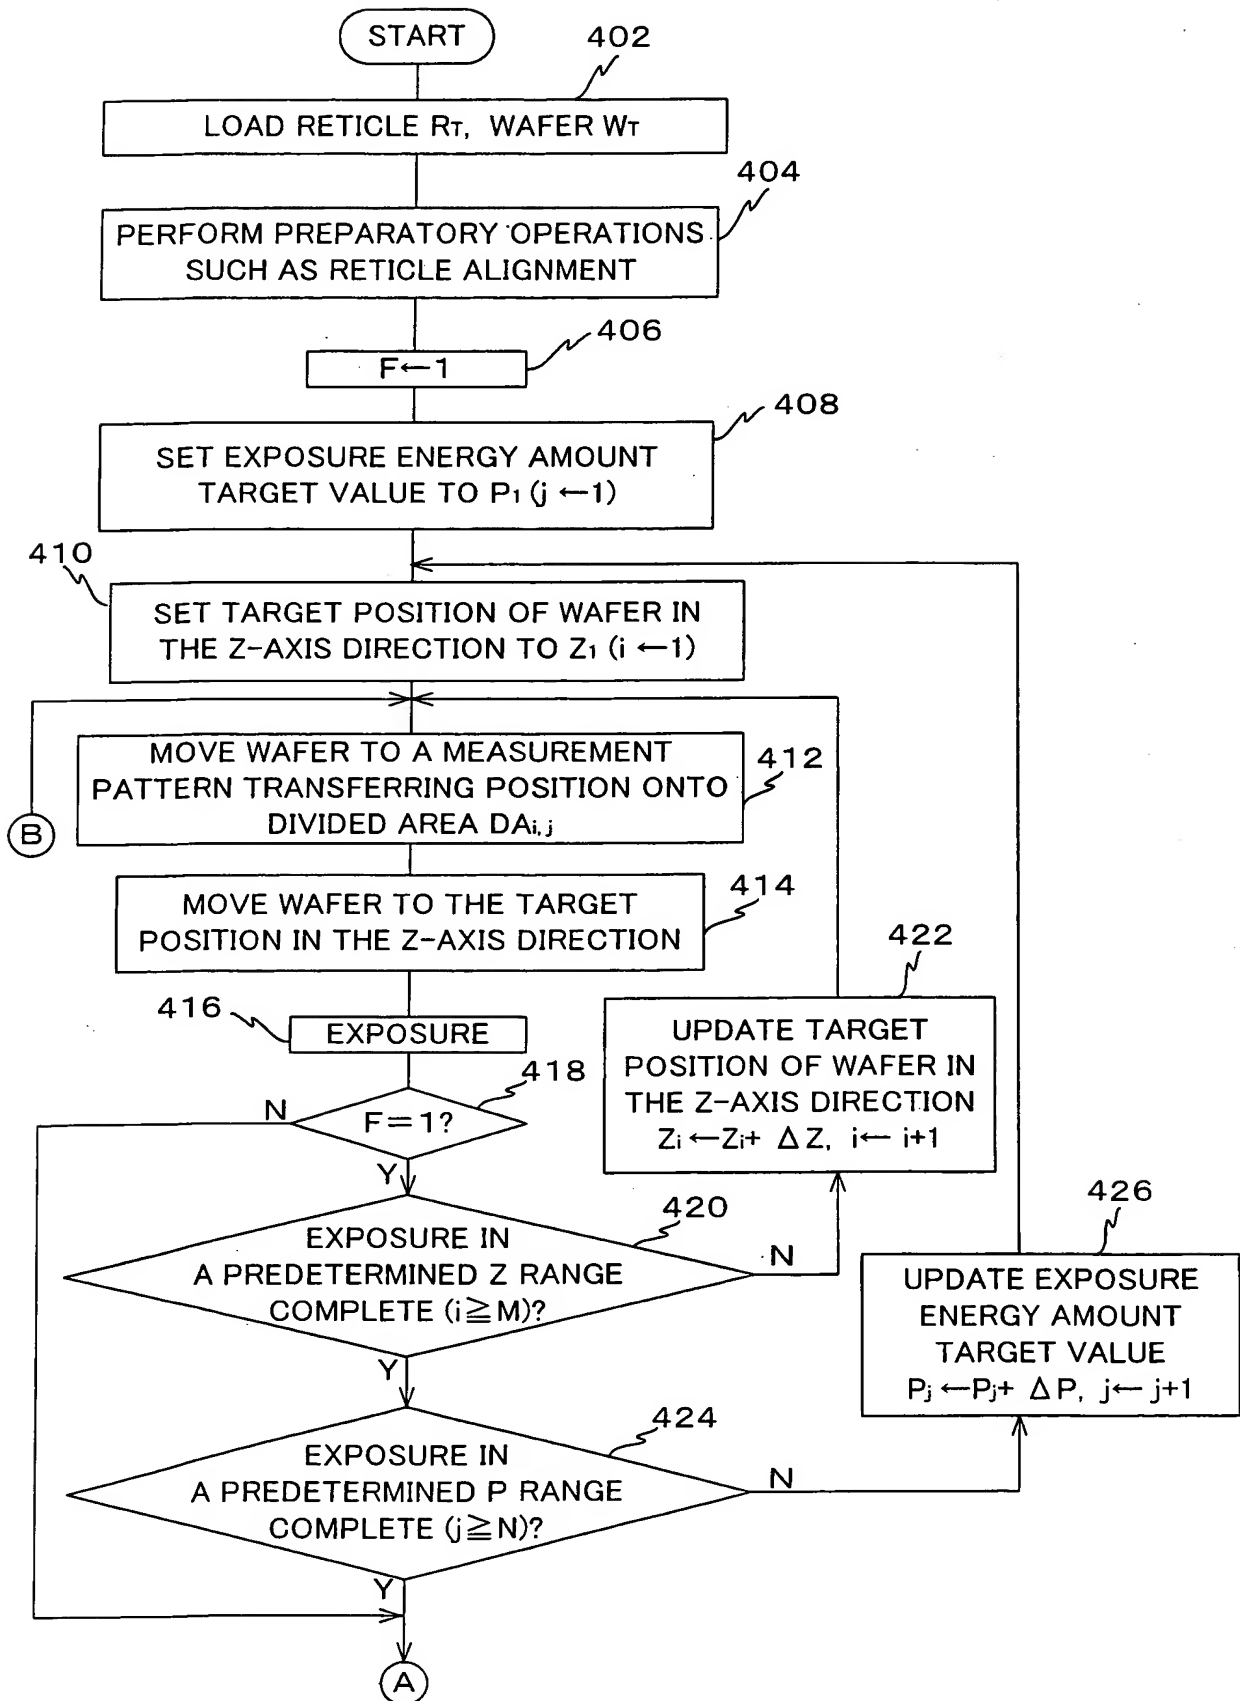 START
402
LOAD RETICLE RT, WAFER WT
404
PERFORM PREPARATORY OPERATIONS
SUCH AS RETICLE ALIGNMENT
406
F←1
408
SET EXPOSURE ENERGY AMOUNT
TARGET VALUE TO P1 (j ←1)
410
SET TARGET POSITION OF WAFER IN
THE Z-AXIS DIRECTION TO Z1 (i ←1)
B
MOVE WAFER TO A MEASUREMENT
PATTERN TRANSFERRING POSITION ONTO
DIVIDED AREA DAi,j
412
MOVE WAFER TO THE TARGET
POSITION IN THE Z-AXIS DIRECTION
414
416
EXPOSURE
422
UPDATE TARGET
POSITION OF WAFER IN
THE Z-AXIS DIRECTION
Zi ←Zi+ ΔZ, i← i+1
418
N
F=1?
Y
420
EXPOSURE IN
A PREDETERMINED Z RANGE
COMPLETE (i≧M)?
N
426
UPDATE EXPOSURE
ENERGY AMOUNT
TARGET VALUE
Pj ←Pj+ ΔP, j← j+1
Y
424
EXPOSURE IN
A PREDETERMINED P RANGE
COMPLETE (j≧N)?
N
Y
A